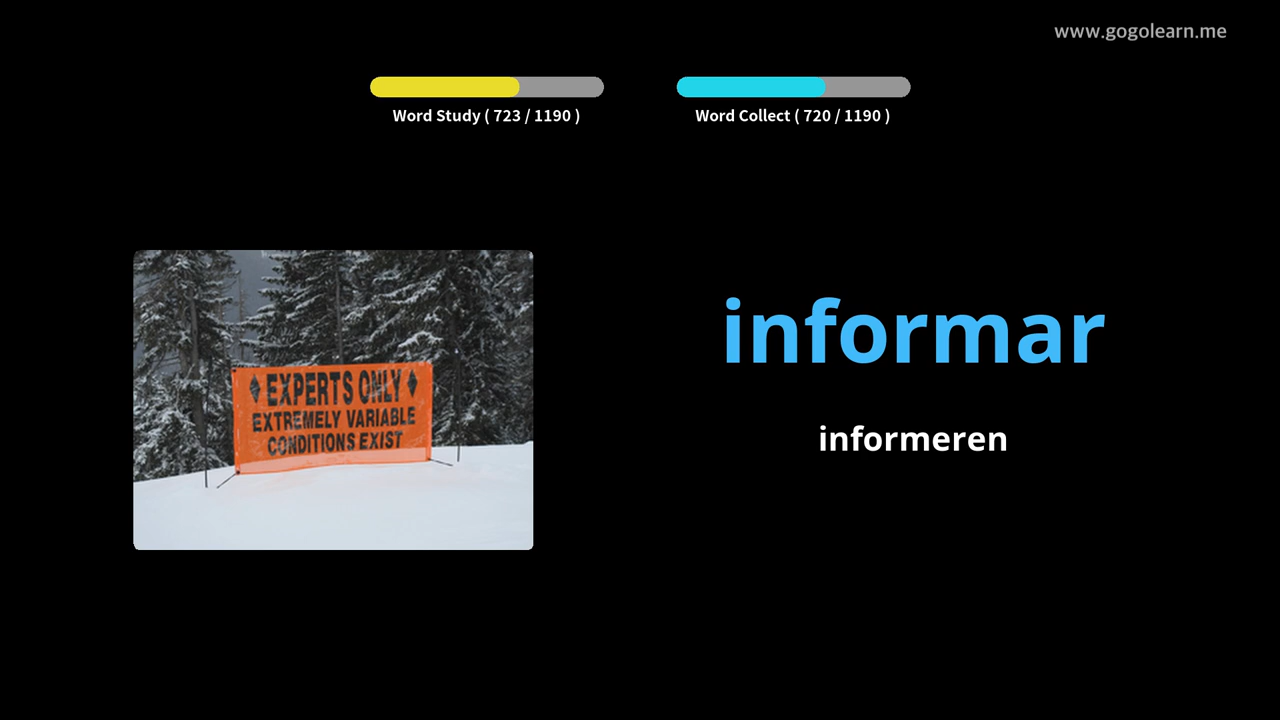 www.gogolearn.me
Word Study ( 723 / 1190 )
Word Collect ( 720 / 1190 )
EXPERTS ONLY
EXTREMELY VARIABLE
CONDITIONS EXIST
informar
informeren